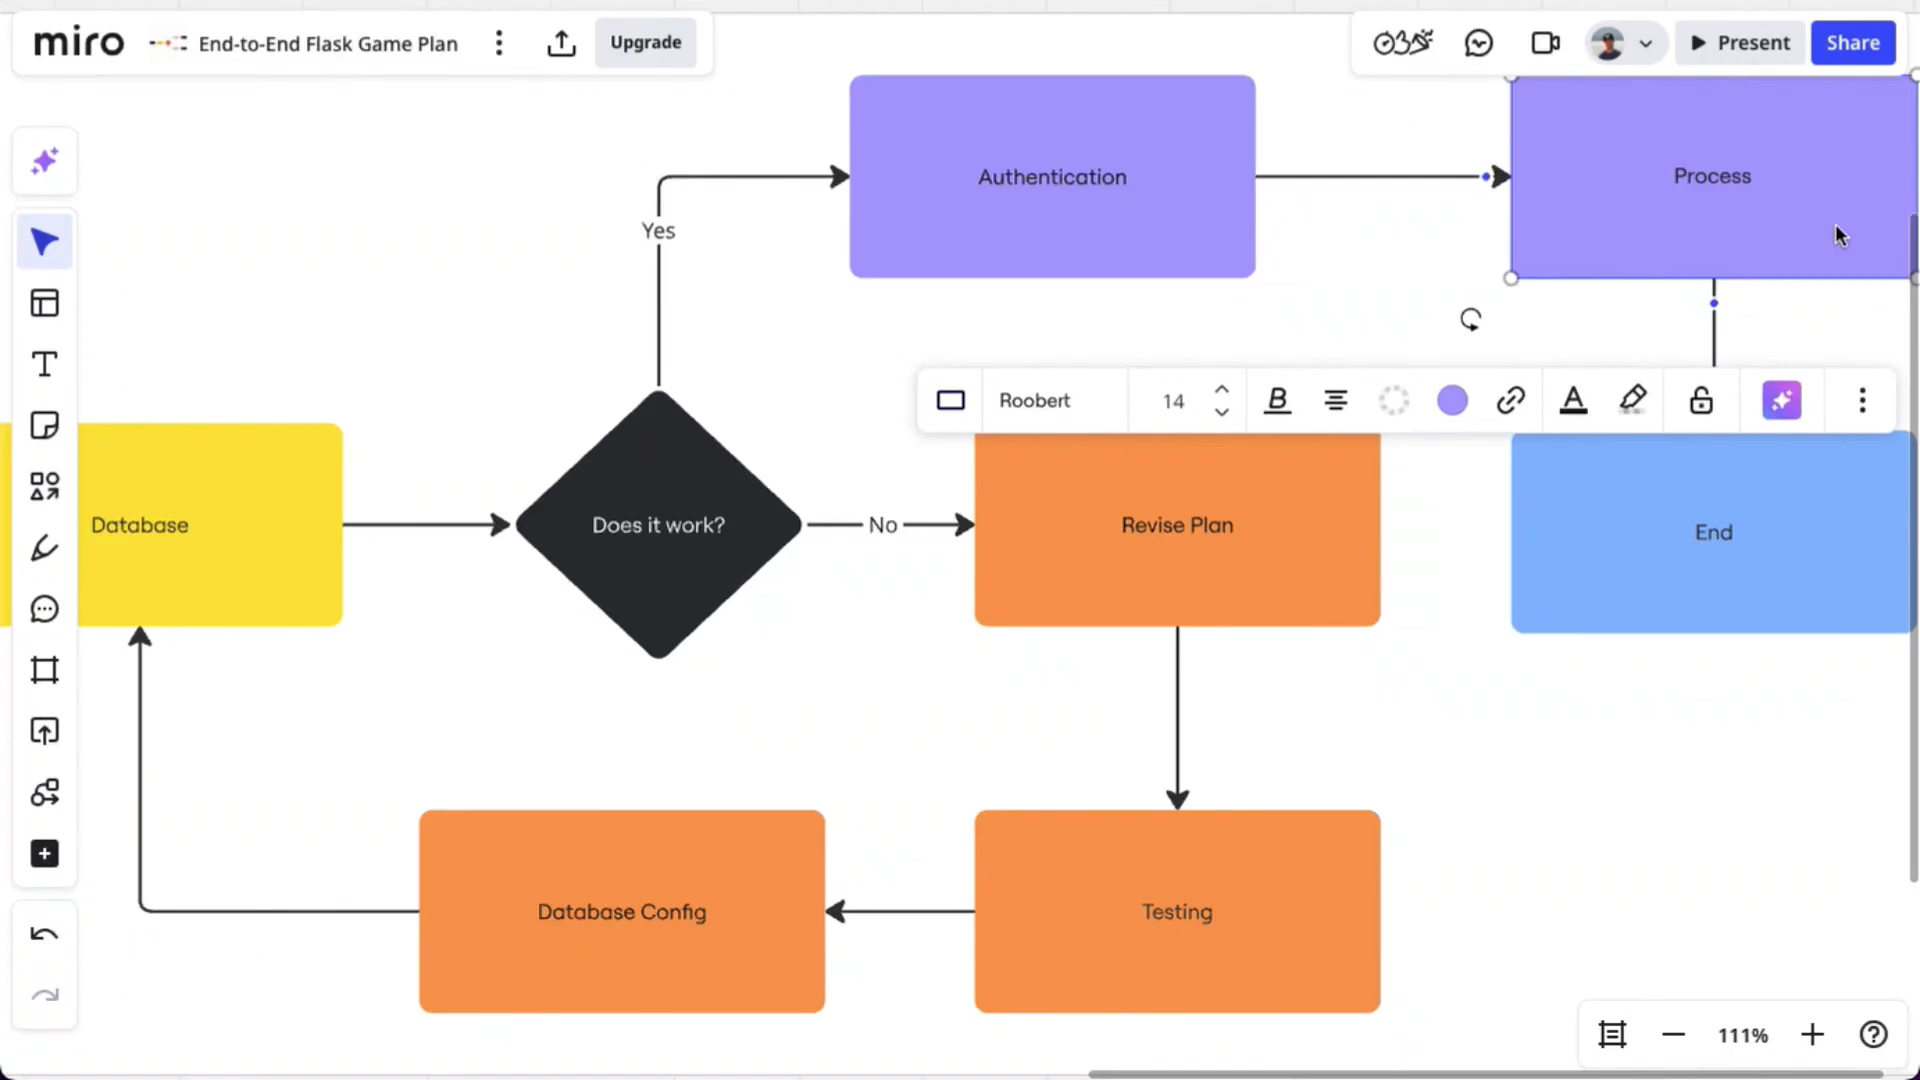 miro
End-to-End Flask Game Plan
Upgrade
Present
Share
Authentication
Process
Yes
Roobert
14
B
A
Database
Does it work?
No
Revise Plan
End
Database Config
Testing
111%